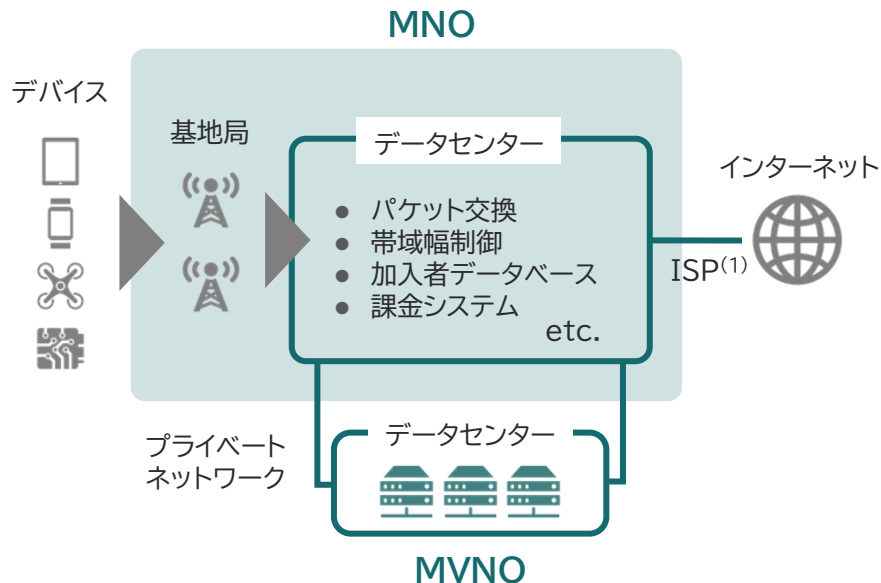 MNO
デバイス
基地局
データセンター
● パケット交換
● 帯域幅制御
● 加入者データベース
● 課金システム
etc.
インターネット
ISP(1)
プライベート
ネットワーク
データセンター
MVNO